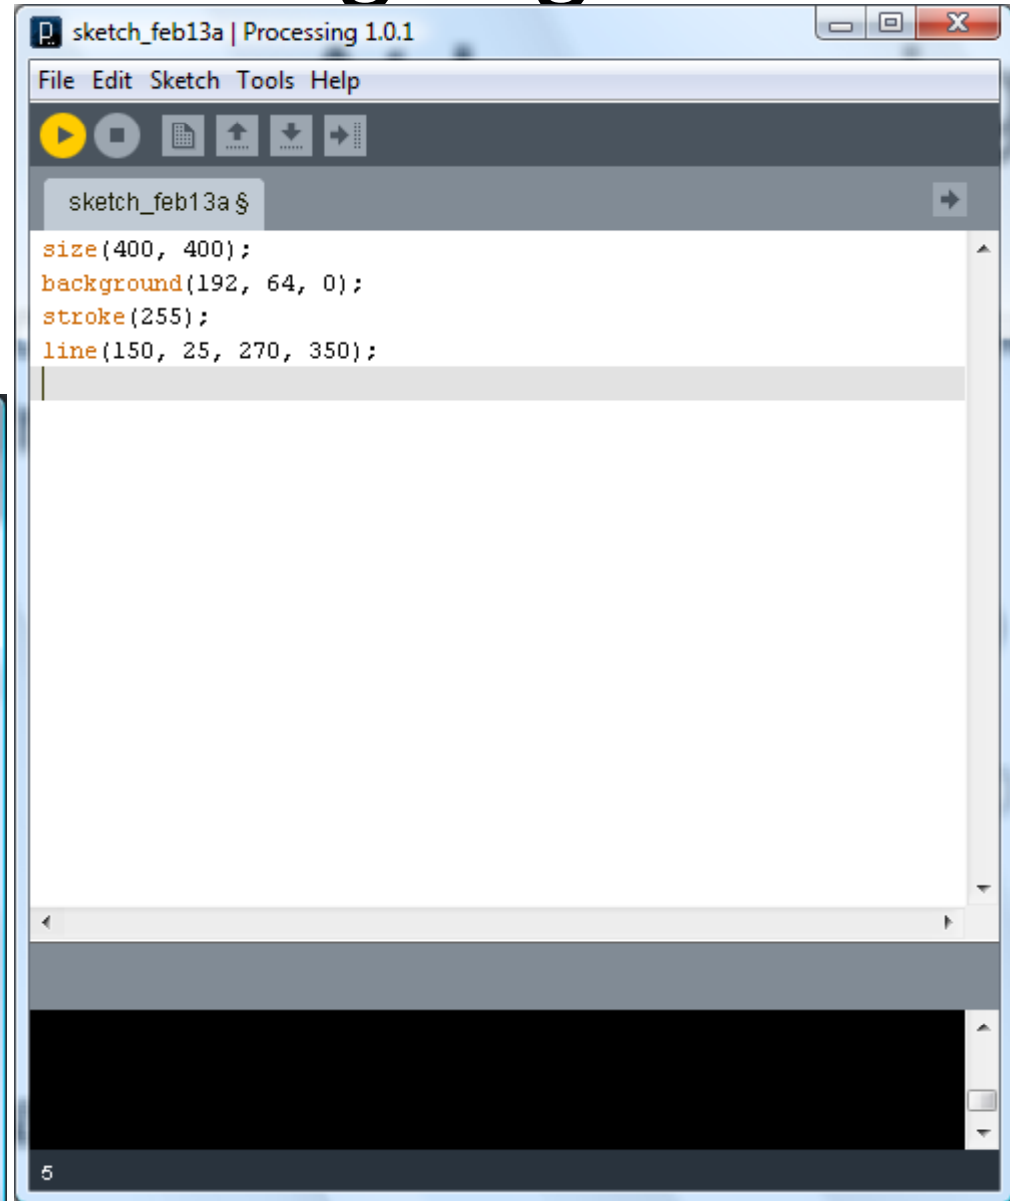 sketch_feb13a | Processing 1.0.1
File Edit Sketch Tools Help
sketch_feb13a §
size(400, 400);
background(192, 64, 0);
stroke(255);
line(150, 25, 270, 350);
5